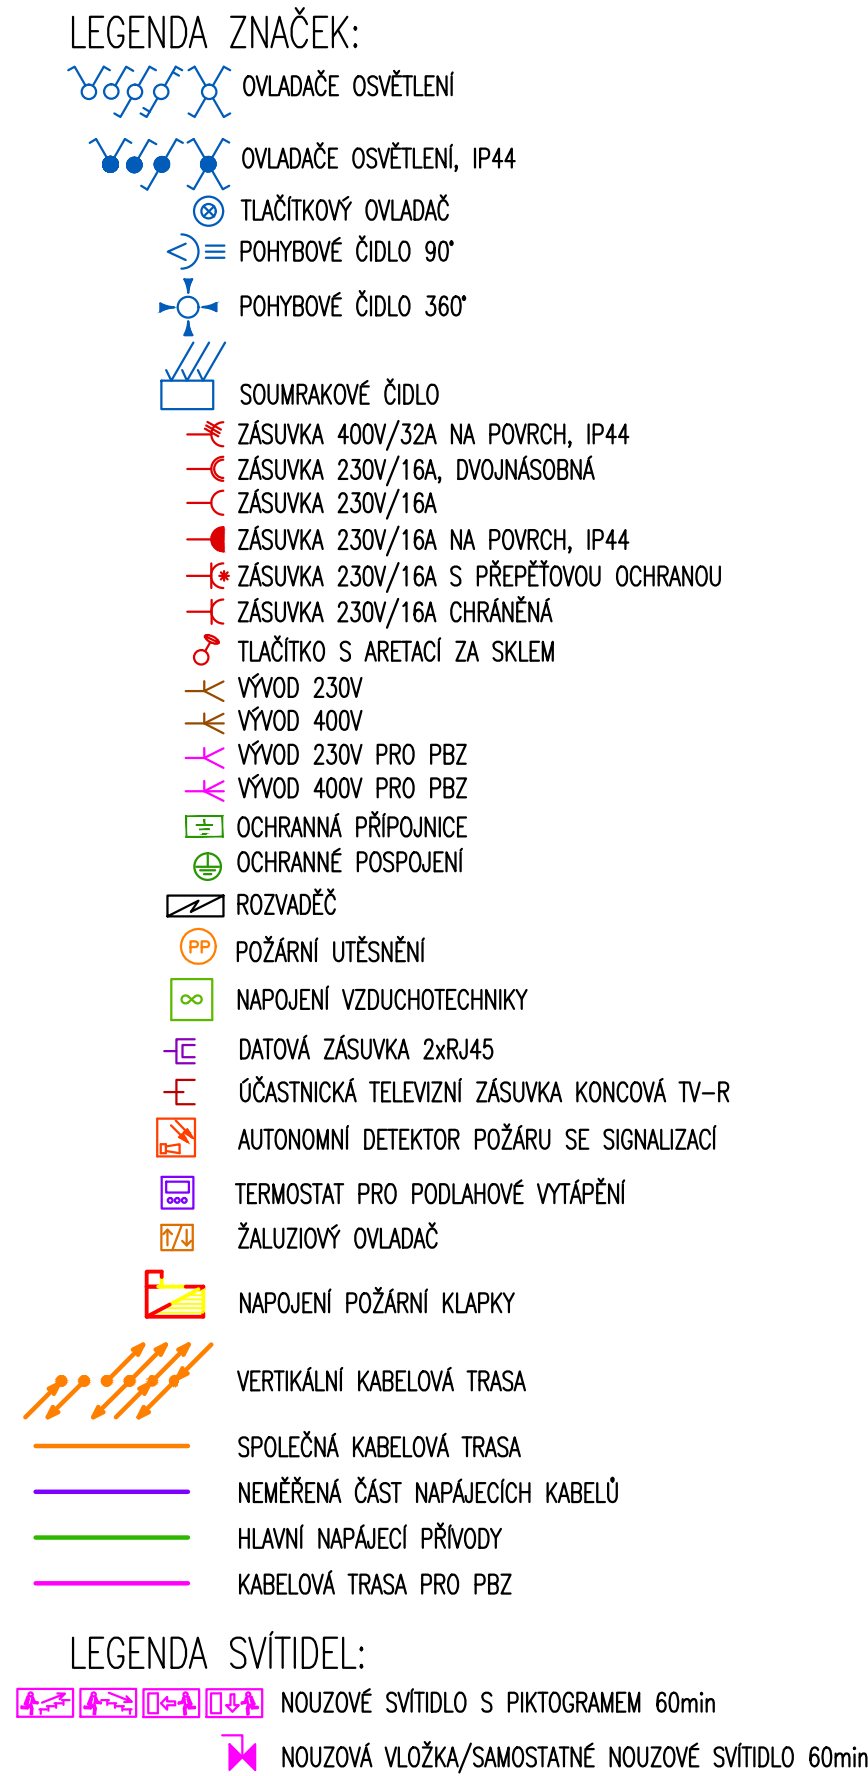 LEGENDA ZNAČEK:
OVLADAČE OSVĚTLENÍ
OVLADAČE OSVĚTLENÍ, IP44
TLAČÍTKOVÝ OVLADAČ
POHYBOVÉ ČIDLO 90°
POHYBOVÉ ČIDLO 360°
SOUMRAKOVÉ ČIDLO
ZÁSUVKA 400V/32A NA POVRCH, IP44
ZÁSUVKA 230V/16A, DVOJNÁSOBNÁ
ZÁSUVKA 230V/16A
ZÁSUVKA 230V/16A NA POVRCH, IP44
ZÁSUVKA 230V/16A S PŘEPĚŤOVOU OCHRANOU
ZÁSUVKA 230V/16A CHRÁNĚNÁ
TLAČÍTKO S ARETACÍ ZA SKLEM
VÝVOD 230V
VÝVOD 400V
VÝVOD 230V PRO PBZ
VÝVOD 400V PRO PBZ
OCHRANNÁ PŘÍPOJNICE
OCHRANNÉ POSPOJENÍ
ROZVADĚČ
PP POŽÁRNÍ UTĚSNĚNÍ
NAPOJENÍ VZDUCHOTECHNIKY
DATOVÁ ZÁSUVKA 2xRJ45
ÚČASTNICKÁ TELEVIZNÍ ZÁSUVKA KONCOVÁ TV–R
AUTONOMNÍ DETEKTOR POŽÁRU SE SIGNALIZACÍ
TERMOSTAT PRO PODLAHOVÉ VYTÁPĚNÍ
ŽALUZIOVÝ OVLADAČ
NAPOJENÍ POŽÁRNÍ KLAPKY
VERTIKÁLNÍ KABELOVÁ TRASA
SPOLEČNÁ KABELOVÁ TRASA
NEMĚŘENÁ ČÁST NAPÁJECÍCH KABELŮ
HLAVNÍ NAPÁJECÍ PŘÍVODY
KABELOVÁ TRASA PRO PBZ
LEGENDA SVÍTIDEL:
NOUZOVÉ SVÍTIDLO S PIKTOGRAMEM 60min
NOUZOVÁ VLOŽKA/SAMOSTATNÉ NOUZOVÉ SVÍTIDLO 60min